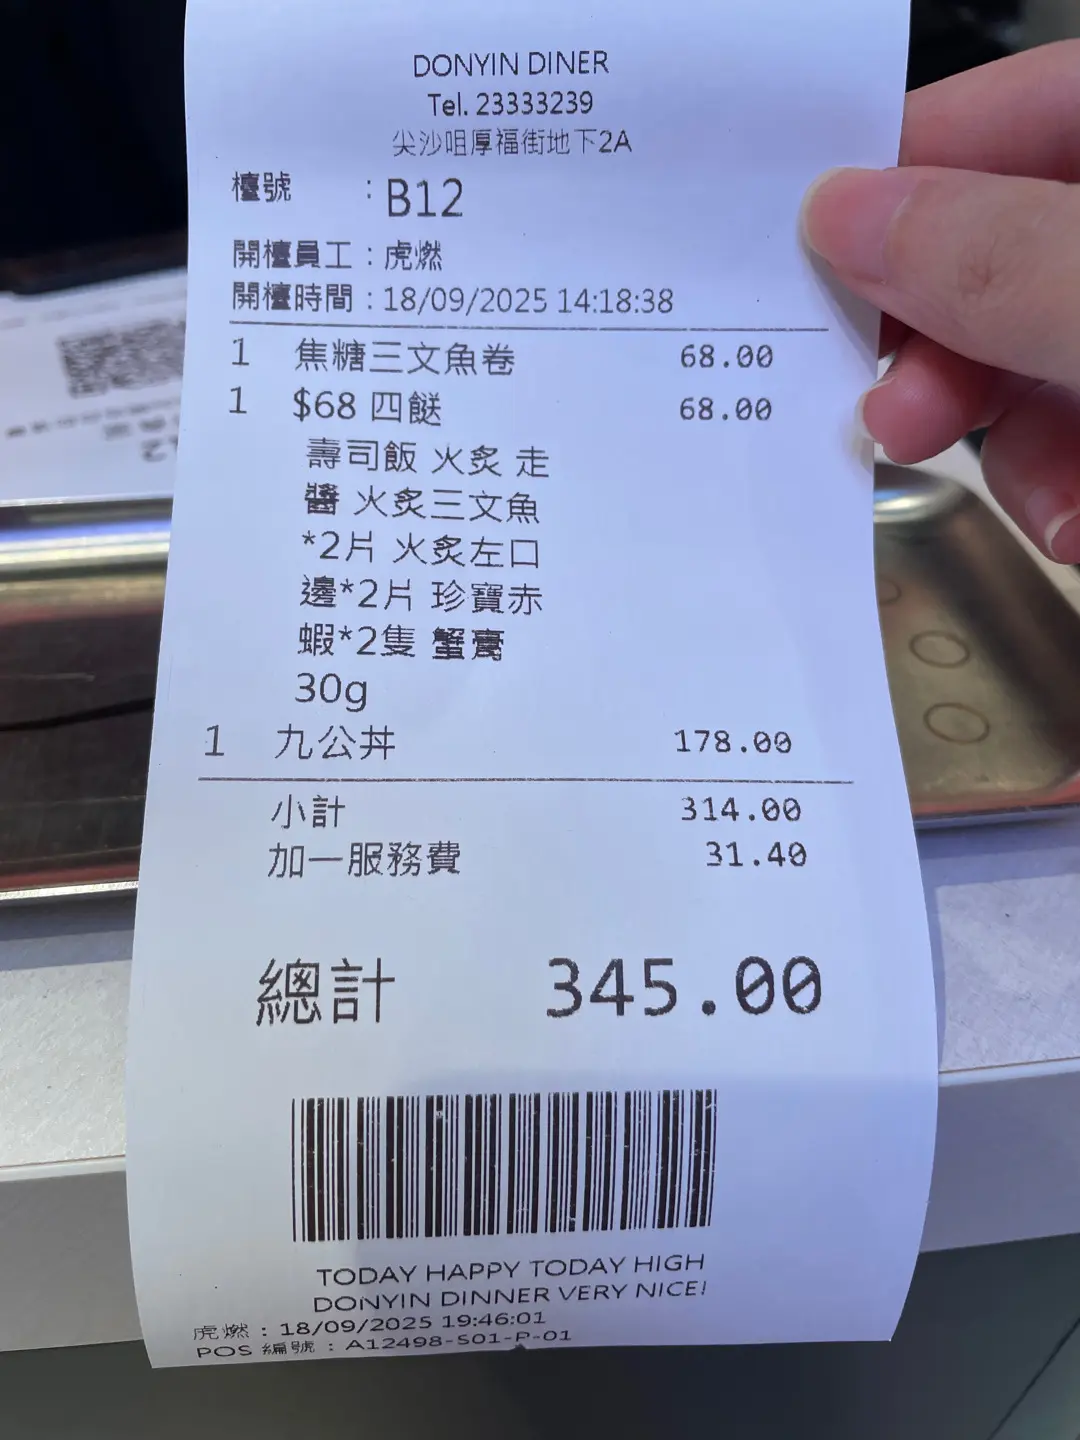 DONYIN DINER
Tel. 23333239
尖沙咀厚福街地下2A
檯號 : B12
開檯員工 : 虎燃
開檯時間 : 18/09/2025 14:18:38
1 焦糖三文魚卷 68.00
1 $68 四餸 68.00
壽司飯 火炙 走
醬 火炙三文魚
*2片 火炙左口
邊*2片 珍寶赤
蝦*2隻 蟹膏
30g
1 九公丼 178.00
小計 314.00
加一服務費 31.40
總計 345.00
TODAY HAPPY TODAY HIGH
DONYIN DINNER VERY NICE!
虎燃 : 18/09/2025 19:46:01
POS 編號 : A12498-S01-P-01